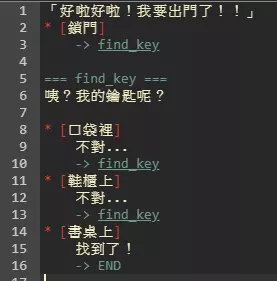 1 「好啦好啦！我要出門了！！」
2 * [鎖門]
3 -> find_key
4
5 === find_key ===
6 咦？我的鑰匙呢？
7
8 * [口袋裡]
9 不對...
10 -> find_key
11 * [鞋櫃上]
12 不對...
13 -> find_key
14 * [書桌上]
15 找到了！
16 -> END
17